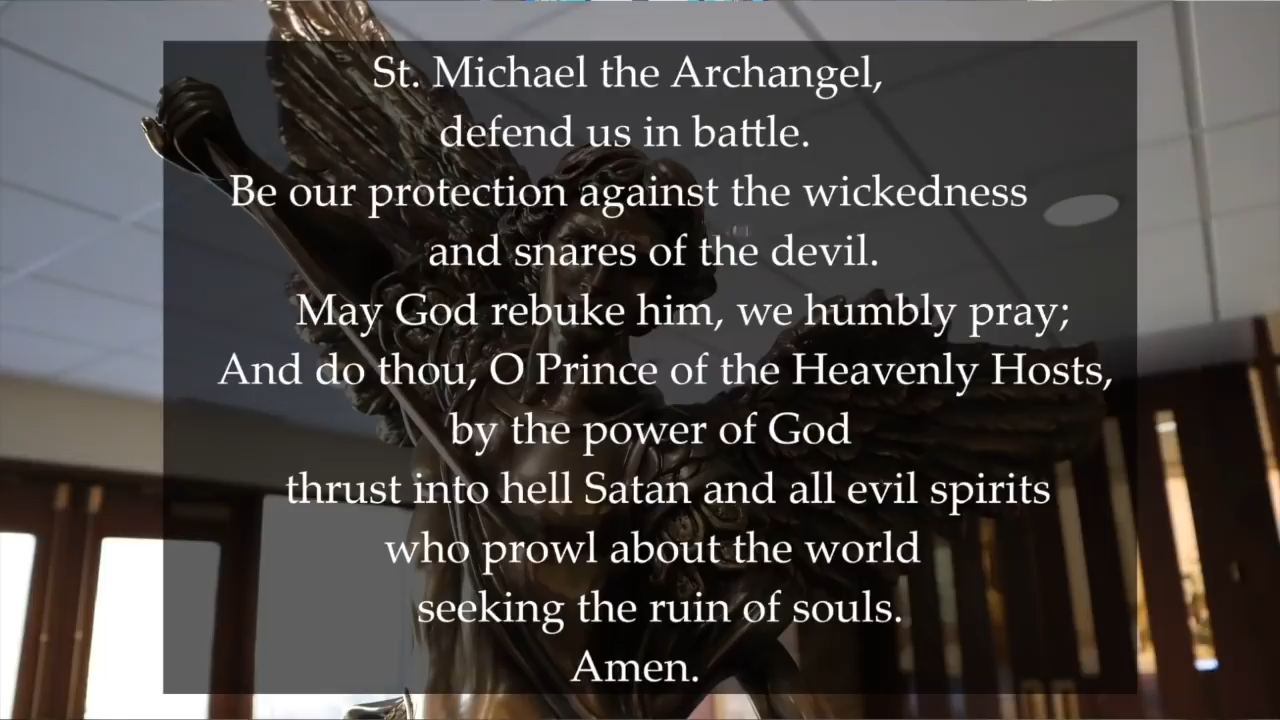 St. Michael the Archangel,
defend us in battle.
Be our protection against the wickedness
and snares of the devil.
May God rebuke him, we humbly pray;
And do thou, O Prince of the Heavenly Hosts,
by the power of God
thrust into hell Satan and all evil spirits
who prowl about the world
seeking the ruin of souls.
Amen.